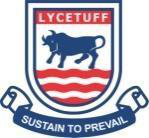 LYCETUFF
SUSTAIN TO PREVAIL